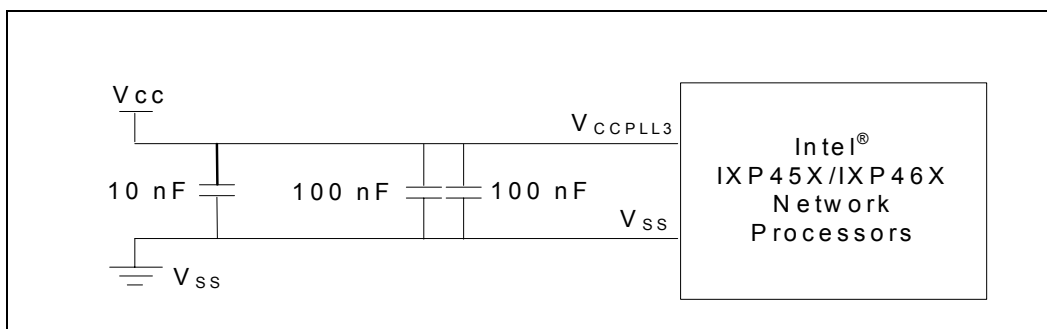 Vcc
VCCPLL3
10 nF
100 nF
100 nF
VSS
VSS
Intel®
IXP45X/IXP46X
Network
Processors